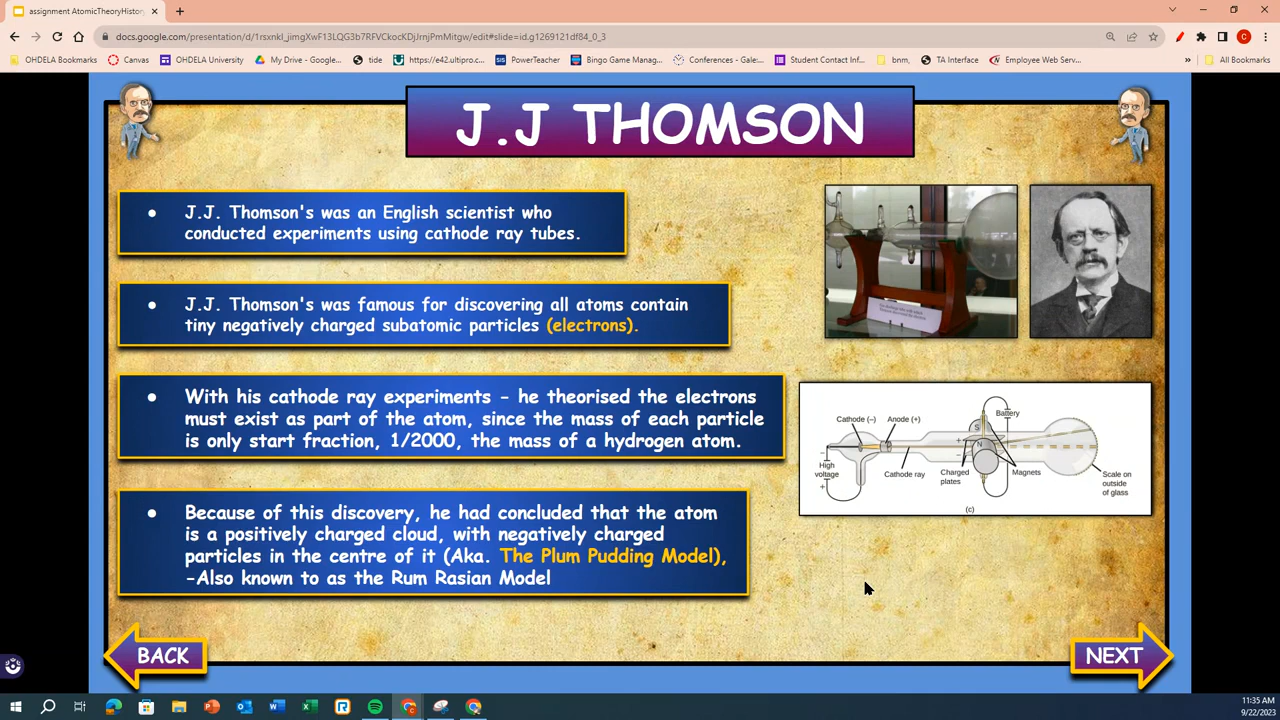 assignment AtomicTheoryHistory
docs.google.com/presentation/d/1rsxnkI_jimgXwF13LQG3b7RFVCkocKDjJrnjPmMitgw/edit#slide=id.g1269121df84_0_3
OHDELA Bookmarks
Canvas
OHDELA University
My Drive - Google...
tide
https://e42.ultipro.c...
PowerTeacher
Bingo Game Manag...
Conferences - Gale:...
Student Contact Inf...
bnm,
TA Interface
Employee Web Serv...
»
All Bookmarks
J.J THOMSON
• J.J. Thomson's was an English scientist who
conducted experiments using cathode ray tubes.
• J.J. Thomson's was famous for discovering all atoms contain
tiny negatively charged subatomic particles (electrons).
• With his cathode ray experiments - he theorised the electrons
must exist as part of the atom, since the mass of each particle
is only start fraction, 1/2000, the mass of a hydrogen atom.
• Because of this discovery, he had concluded that the atom
is a positively charged cloud, with negatively charged
particles in the centre of it (Aka. The Plum Pudding Model),
-Also known to as the Rum Rasian Model
Cathode (–)
Anode (+)
Battery
S
N
+
–
–
High
voltage
+
Cathode ray
Charged
plates
Magnets
Scale on
outside
of glass
(c)
BACK
NEXT
11:35 AM
9/22/2023